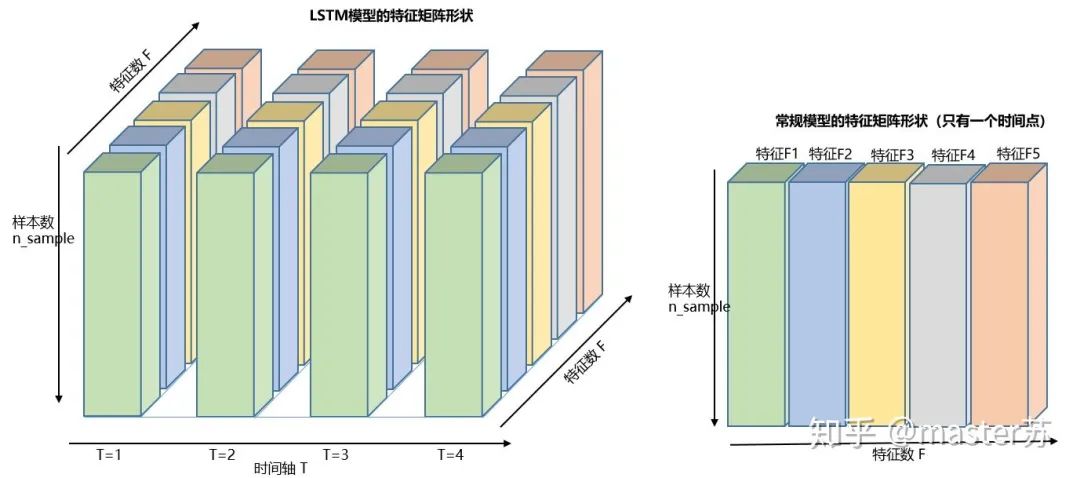 LSTM模型的特征矩阵形状
特征数 F
样本数
n_sample
特征数 F
T=1
T=2
T=3
T=4
时间轴 T
常规模型的特征矩阵形状（只有一个时间点）
特征F1
特征F2
特征F3
特征F4
特征F5
样本数
n_sample
特征数 F
知乎 @master苏